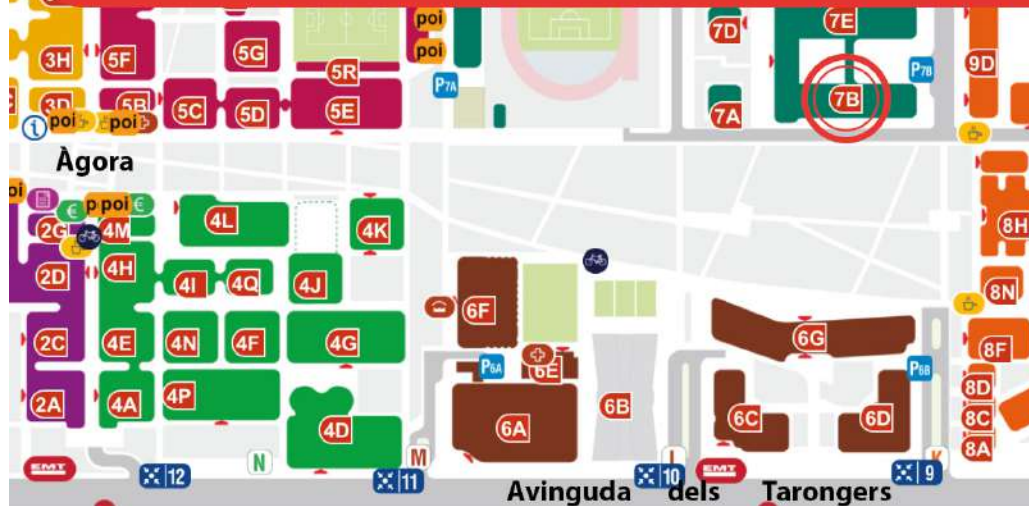 poi
7D
7E
3H
5F
5G
poi
9D
5R
P7A
P7B
3D
5B
5C
5D
5E
7A
7B
i
poi
poi
Àgora
poi
€
p
poi
€
2G
4M
4L
4K
8H
2D
4H
4I
4Q
4J
8N
6F
2C
4E
4N
4F
4G
6G
8F
P6A
6E
P6B
2A
4A
4P
4D
6A
6B
6C
6D
8D
8C
8A
EMT
12
N
11
M
10
L
EMT
9
K
Avinguda dels Tarongers